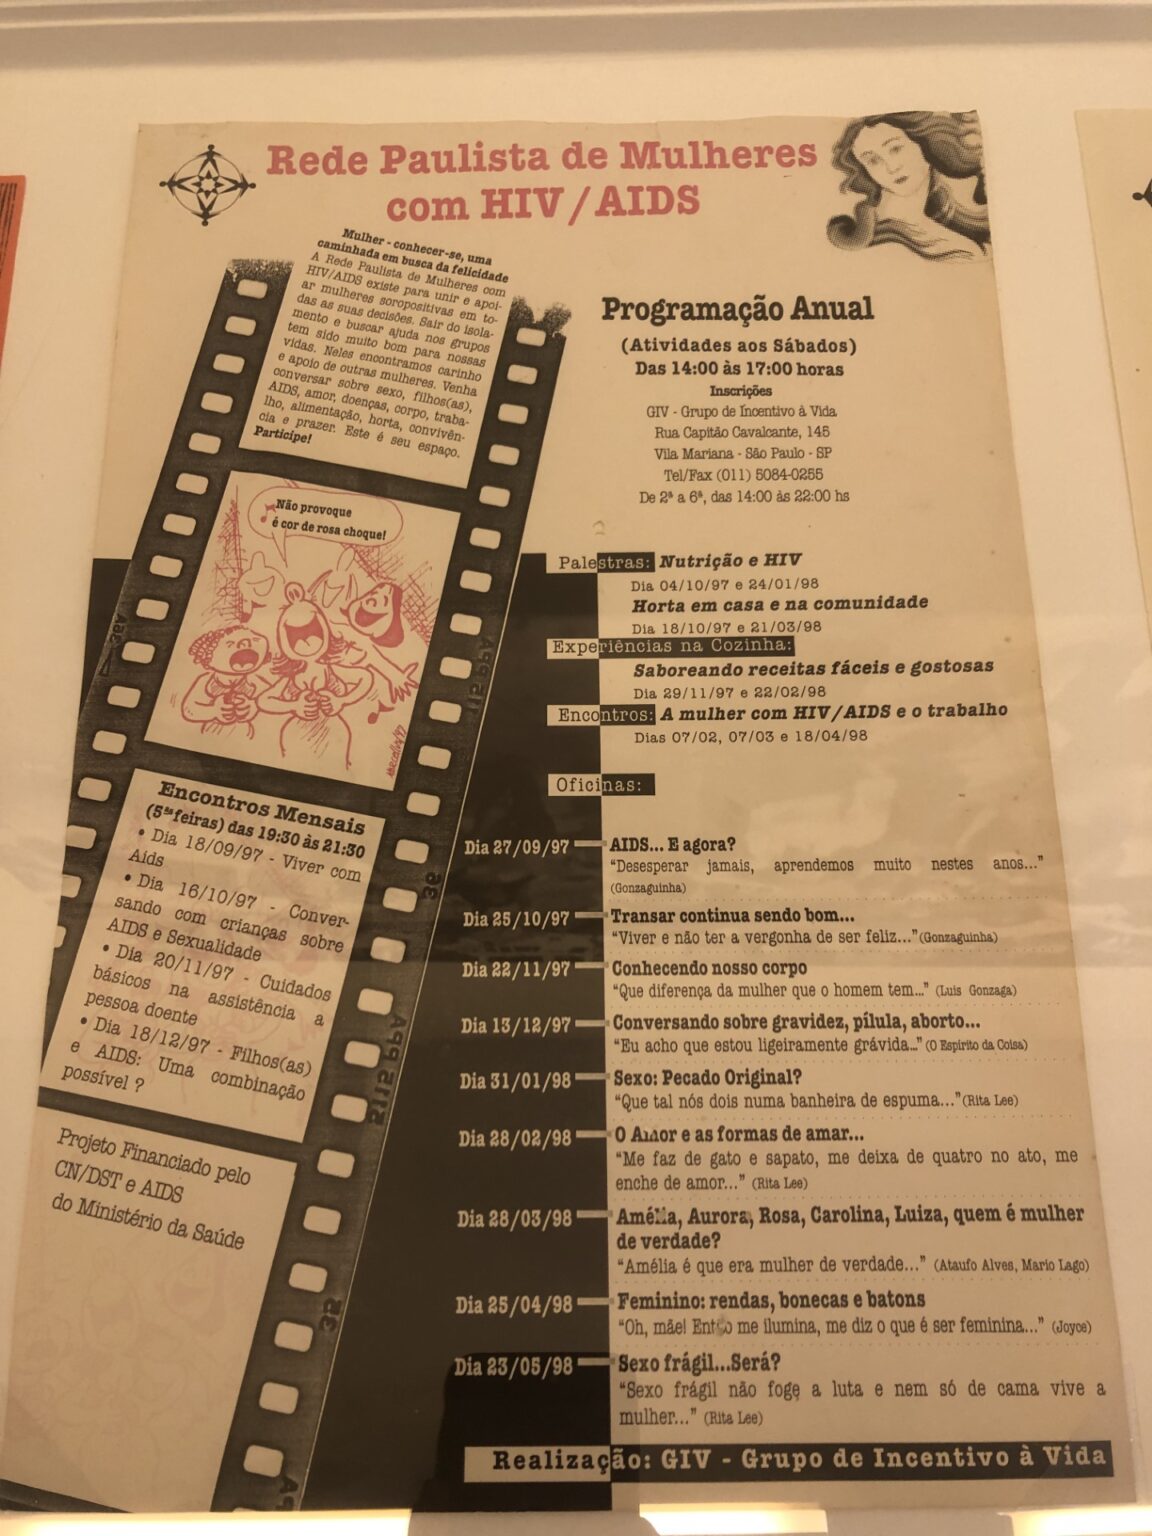 Rede Paulista de Mulheres
com HIV/AIDS
Mulher - conhecer-se, uma
caminhada em busca da felicidade
A Rede Paulista de Mulheres com
HIV/AIDS existe para unir e apoi-
ar mulheres soropositivas em to-
das as suas decisões. Sair do isola-
mento e buscar ajuda nos grupos
tem sido muito bom para nossas
vidas. Neles encontramos carinho
e apoio de outras mulheres. Venha
conversar sobre sexo, filhos(as),
AIDS, amor, doenças, corpo, traba-
lho, alimentação, horta, convivên-
cia e prazer. Este é seu espaço.
Participe!
Não provoque
é cor de rosa choque!
Encontros Mensais
(5ªs feiras) das 19:30 às 21:30
• Dia 18/09/97 - Viver com
Aids
• Dia 16/10/97 - Conver-
sando com crianças sobre
AIDS e Sexualidade
• Dia 20/11/97 - Cuidados
básicos na assistência a
pessoa doente
• Dia 18/12/97 - Filhos(as)
e AIDS: Uma combinação
possível ?
Projeto Financiado pelo
CN/DST e AIDS
do Ministério da Saúde
Programação Anual
(Atividades aos Sábados)
Das 14:00 às 17:00 horas
Inscrições
GIV - Grupo de Incentivo à Vida
Rua Capitão Cavalcante, 145
Vila Mariana - São Paulo - SP
Tel/Fax (011) 5084-0255
De 2ª a 6ª, das 14:00 às 22:00 hs
Palestras: Nutrição e HIV
Dia 04/10/97 e 24/01/98
Horta em casa e na comunidade
Dia 18/10/97 e 21/03/98
Experiências na Cozinha:
Saboreando receitas fáceis e gostosas
Dia 29/11/97 e 22/02/98
Encontros: A mulher com HIV/AIDS e o trabalho
Dias 07/02, 07/03 e 18/04/98
Oficinas:
Dia 27/09/97 AIDS... E agora?
"Desesperar jamais, aprendemos muito nestes anos..."
(Gonzaguinha)
Dia 25/10/97 Transar continua sendo bom...
"Viver e não ter a vergonha de ser feliz..." (Gonzaguinha)
Dia 22/11/97 Conhecendo nosso corpo
"Que diferença da mulher que o homem tem..." (Luis Gonzaga)
Dia 13/12/97 Conversando sobre gravidez, pílula, aborto...
"Eu acho que estou ligeiramente grávida..." (O Espírito da Coisa)
Dia 31/01/98 Sexo: Pecado Original?
"Que tal nós dois numa banheira de espuma..." (Rita Lee)
Dia 28/02/98 O Amor e as formas de amar...
"Me faz de gato e sapato, me deixa de quatro no ato, me
enche de amor..." (Rita Lee)
Dia 28/03/98 Amélia, Aurora, Rosa, Carolina, Luiza, quem é mulher
de verdade?
"Amélia é que era mulher de verdade..." (Ataufo Alves, Mario Lago)
Dia 25/04/98 Feminino: rendas, bonecas e batons
"Oh, mãe! Então me ilumina, me diz o que é ser feminina..." (Joyce)
Dia 23/05/98 Sexo frágil...Será?
"Sexo frágil não foge a luta e nem só de cama vive a
mulher..." (Rita Lee)
Realização: GIV - Grupo de Incentivo à Vida